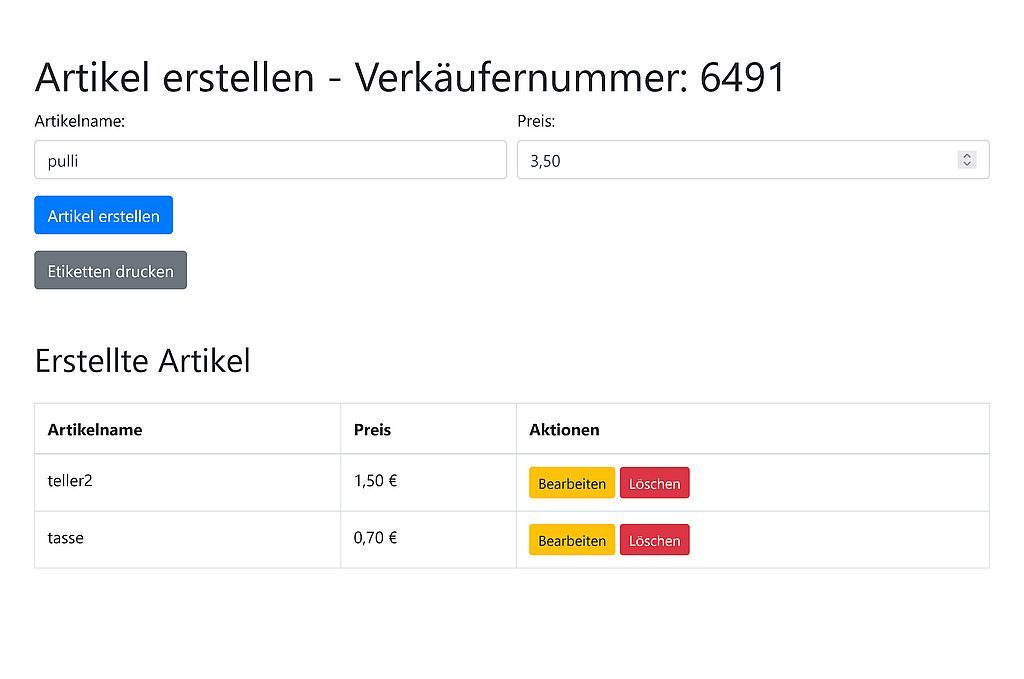 Artikel erstellen - Verkäufernummer: 6491
Artikelname: Preis:
pulli 3,50
Artikel erstellen
Etiketten drucken
Erstellte Artikel
Artikelname Preis Aktionen
teller2 1,50 € Bearbeiten Löschen
tasse 0,70 € Bearbeiten Löschen